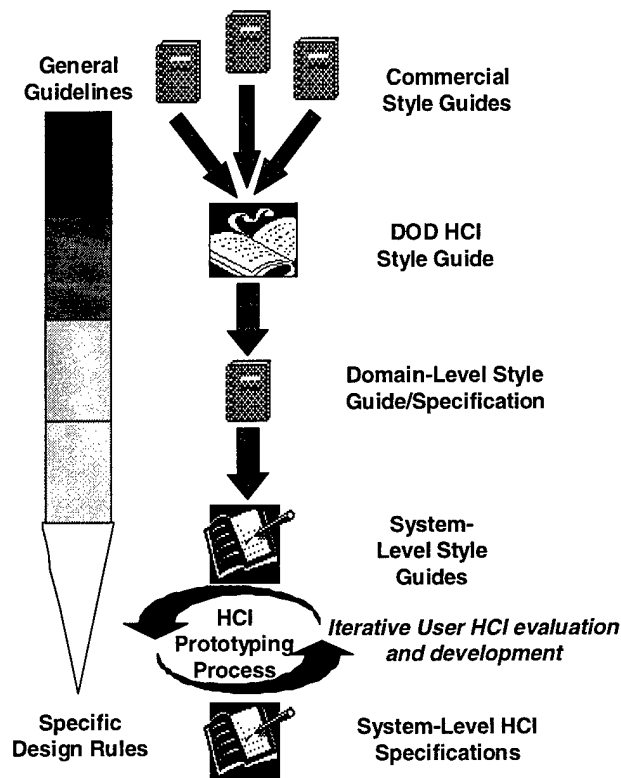 General
Guidelines
Commercial
Style Guides
DOD HCI
Style Guide
Domain-Level Style
Guide/Specification
System-
Level Style
Guides
HCI
Prototyping
Process
Iterative User HCI evaluation
and development
Specific
Design Rules
System-Level HCI
Specifications